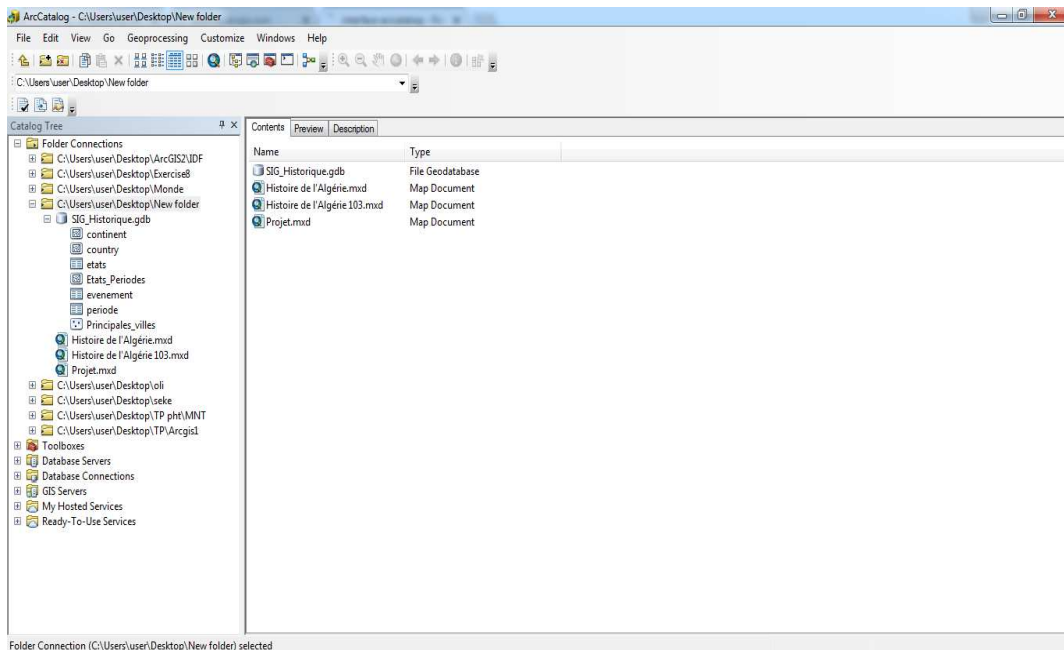 ArcCatalog - C:\Users\user\Desktop\New folder
File Edit View Go Geoprocessing Customize Windows Help
C:\Users\user\Desktop\New folder
Catalog Tree
Folder Connections
C:\Users\user\Desktop\ArcGIS2\IDF
C:\Users\user\Desktop\Exercise8
C:\Users\user\Desktop\Monde
C:\Users\user\Desktop\New folder
SIG_Historique.gdb
continent
country
etats
Etats_Periodes
evenement
periode
Principales_villes
Histoire de l'Algérie.mxd
Histoire de l'Algérie 103.mxd
Projet.mxd
C:\Users\user\Desktop\oli
C:\Users\user\Desktop\seke
C:\Users\user\Desktop\TP pht\MNT
C:\Users\user\Desktop\TP\Arcgis1
Toolboxes
Database Servers
Database Connections
GIS Servers
My Hosted Services
Ready-To-Use Services
Contents Preview Description
Name Type
SIG_Historique.gdb File Geodatabase
Histoire de l'Algérie.mxd Map Document
Histoire de l'Algérie 103.mxd Map Document
Projet.mxd Map Document
Folder Connection (C:\Users\user\Desktop\New folder) selected